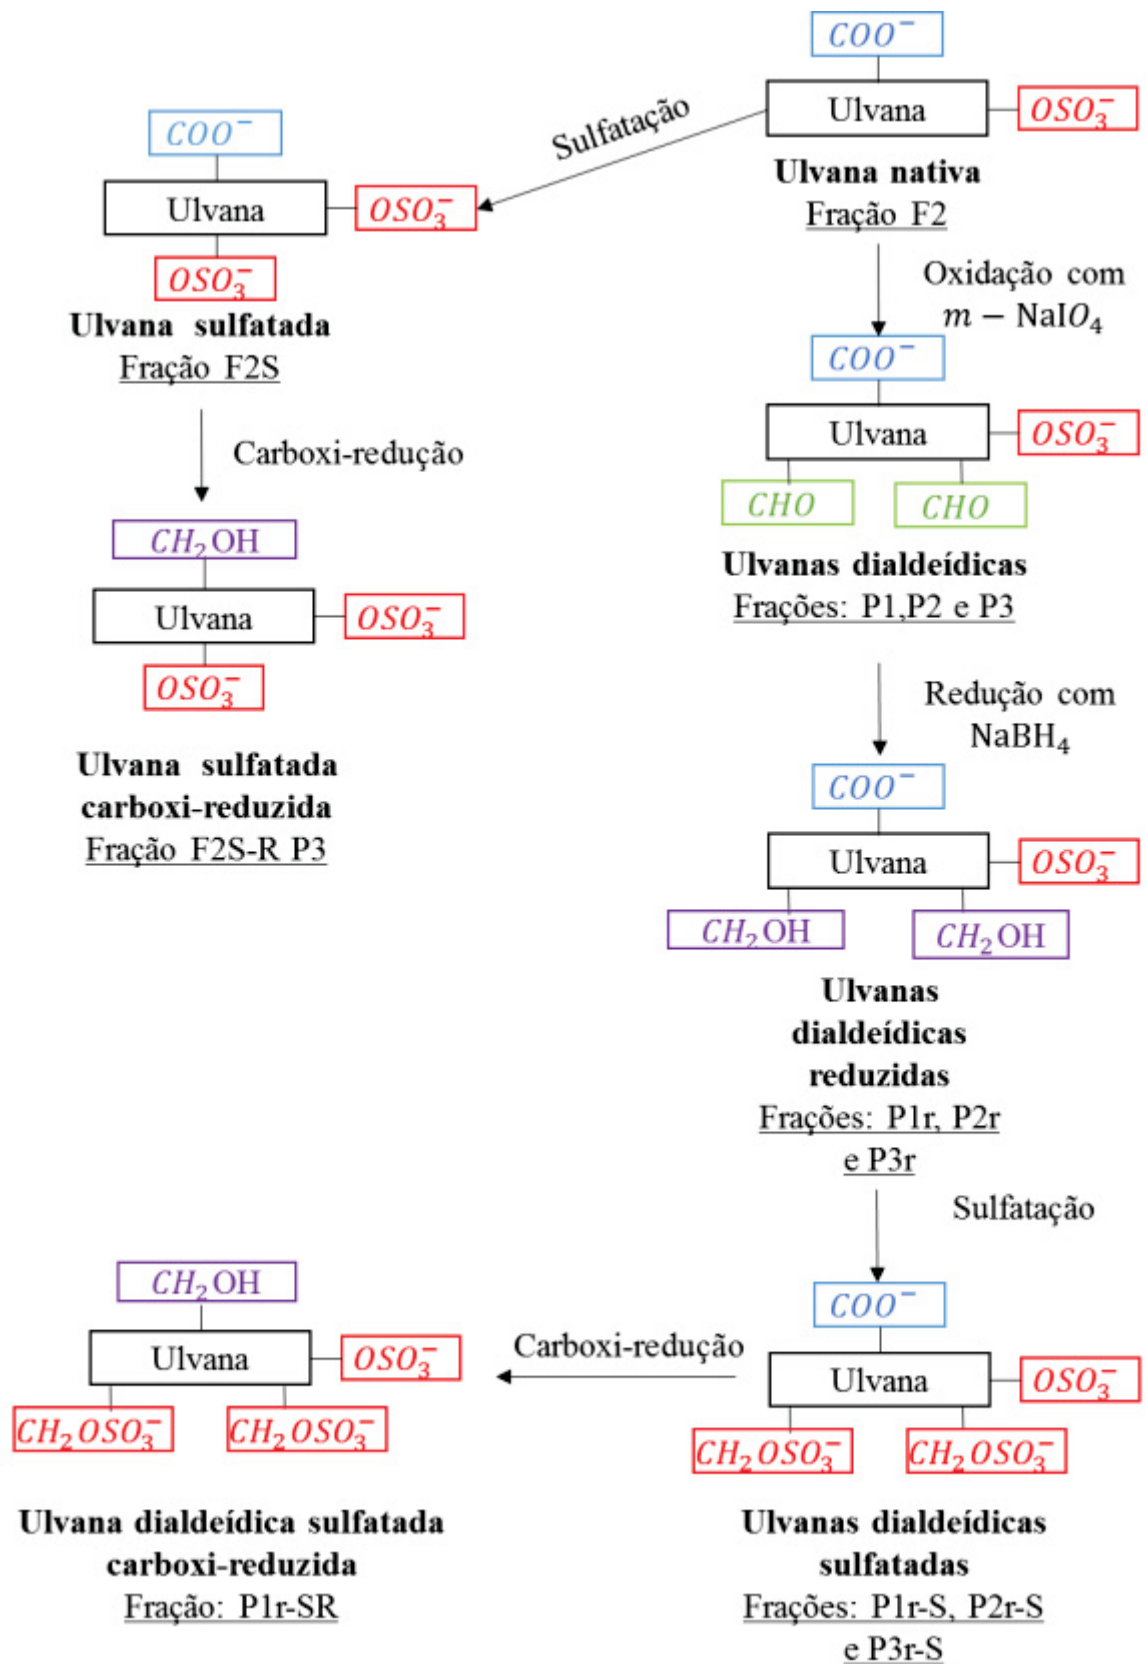 COO⁻
Ulvana
OSO₃⁻
Ulvana nativa
Fração F2
Sulfatação
COO⁻
Ulvana
OSO₃⁻
OSO₃⁻
Ulvana sulfatada
Fração F2S
Carboxi-redução
CH₂OH
Ulvana
OSO₃⁻
OSO₃⁻
Ulvana sulfatada
carboxi-reduzida
Fração F2S-R P3
Oxidação com
m − NaIO₄
COO⁻
Ulvana
OSO₃⁻
CHO
CHO
Ulvanas dialdeídicas
Frações: P1,P2 e P3
Redução com
NaBH₄
COO⁻
Ulvana
OSO₃⁻
CH₂OH
CH₂OH
Ulvanas
dialdeídicas
reduzidas
Frações: P1r, P2r
e P3r
Sulfatação
COO⁻
Ulvana
OSO₃⁻
CH₂OSO₃⁻
CH₂OSO₃⁻
Ulvanas dialdeídicas
sulfatadas
Frações: P1r-S, P2r-S
e P3r-S
Carboxi-redução
CH₂OH
Ulvana
OSO₃⁻
CH₂OSO₃⁻
CH₂OSO₃⁻
Ulvana dialdeídica sulfatada
carboxi-reduzida
Fração: P1r-SR